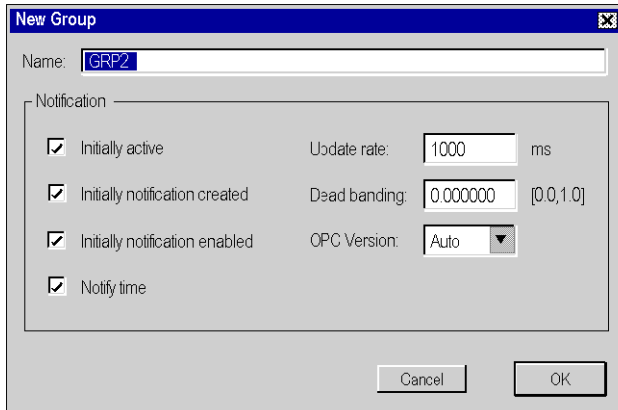 New Group
Name: GRP2
Notification
Initially active
Update rate: 1000 ms
Initially notification created
Dead banding: 0.000000 [0.0,1.0]
Initially notification enabled
OPC Version: Auto
Notify time
Cancel
OK